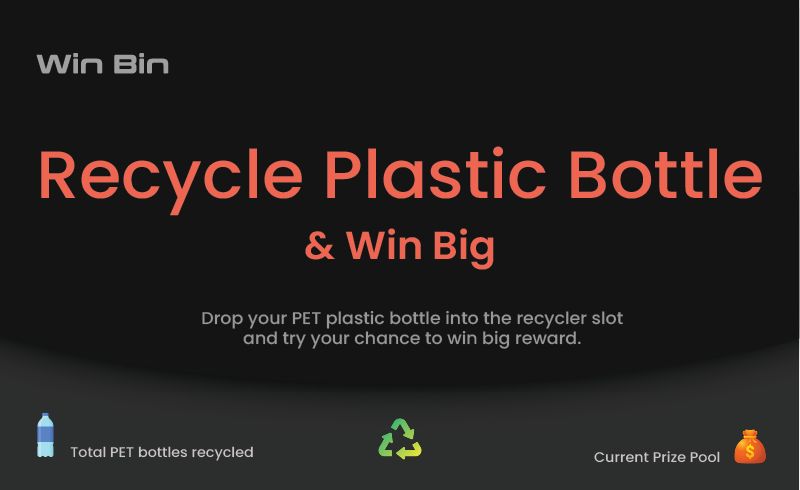 Win Bin
Recycle Plastic Bottle
& Win Big
Drop your PET plastic bottle into the recycler slot
and try your chance to win big reward.
Total PET bottles recycled
Current Prize Pool
$